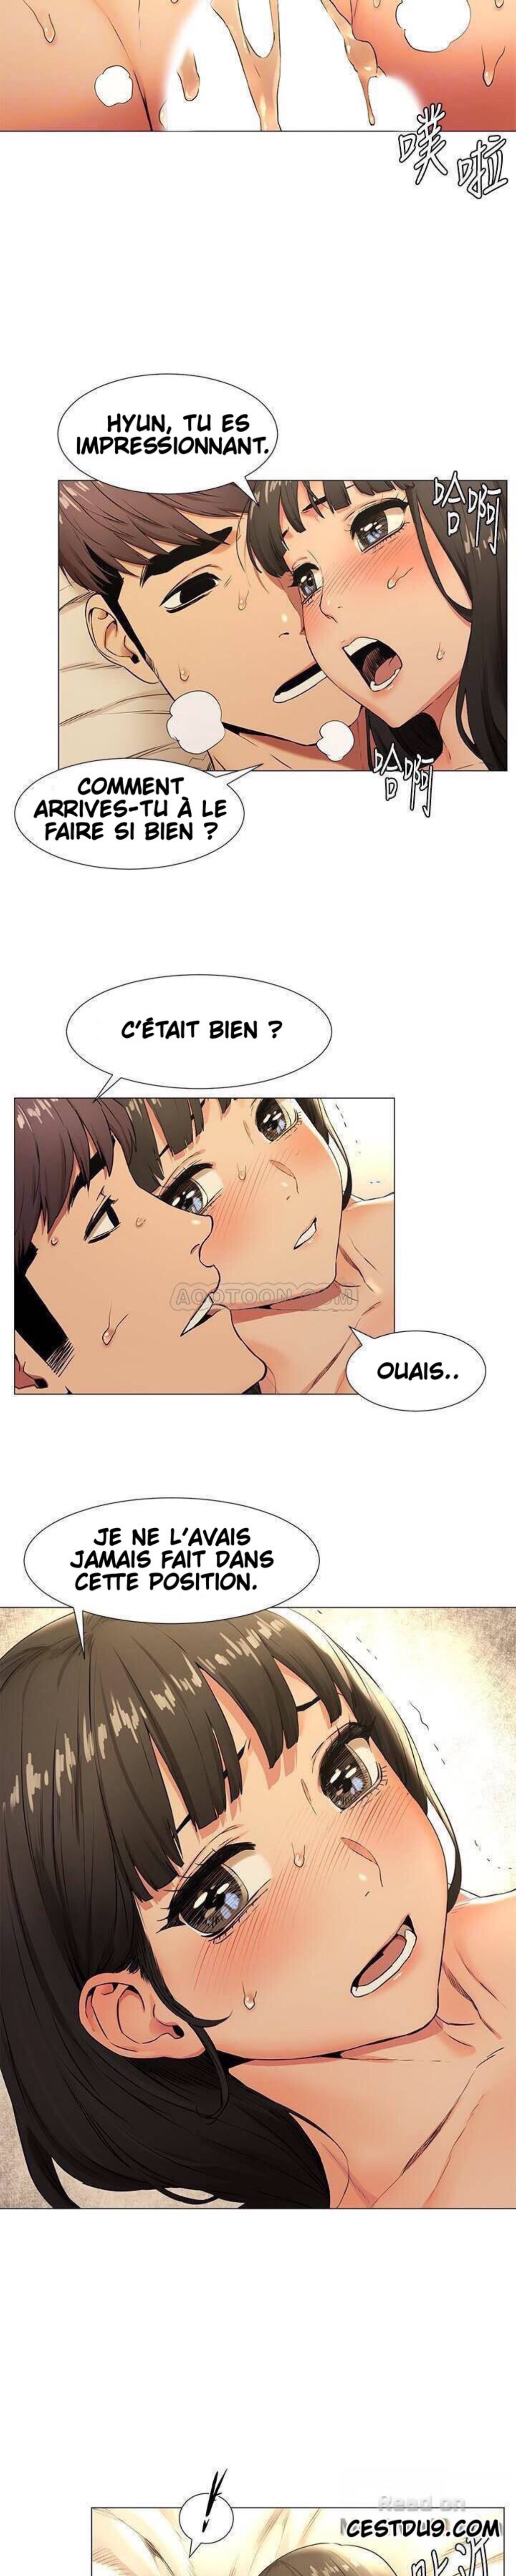 噗
啦
HYUN, TU ES
IMPRESSIONNANT.
哈啊
哈啊
COMMENT
ARRIVES-TU À LE
FAIRE SI BIEN ?
C'ÉTAIT BIEN ?
AOOTOON.COM
OUAIS..
JE NE L'AVAIS
JAMAIS FAIT DANS
CETTE POSITION.
Read on
CESTDU9.COM